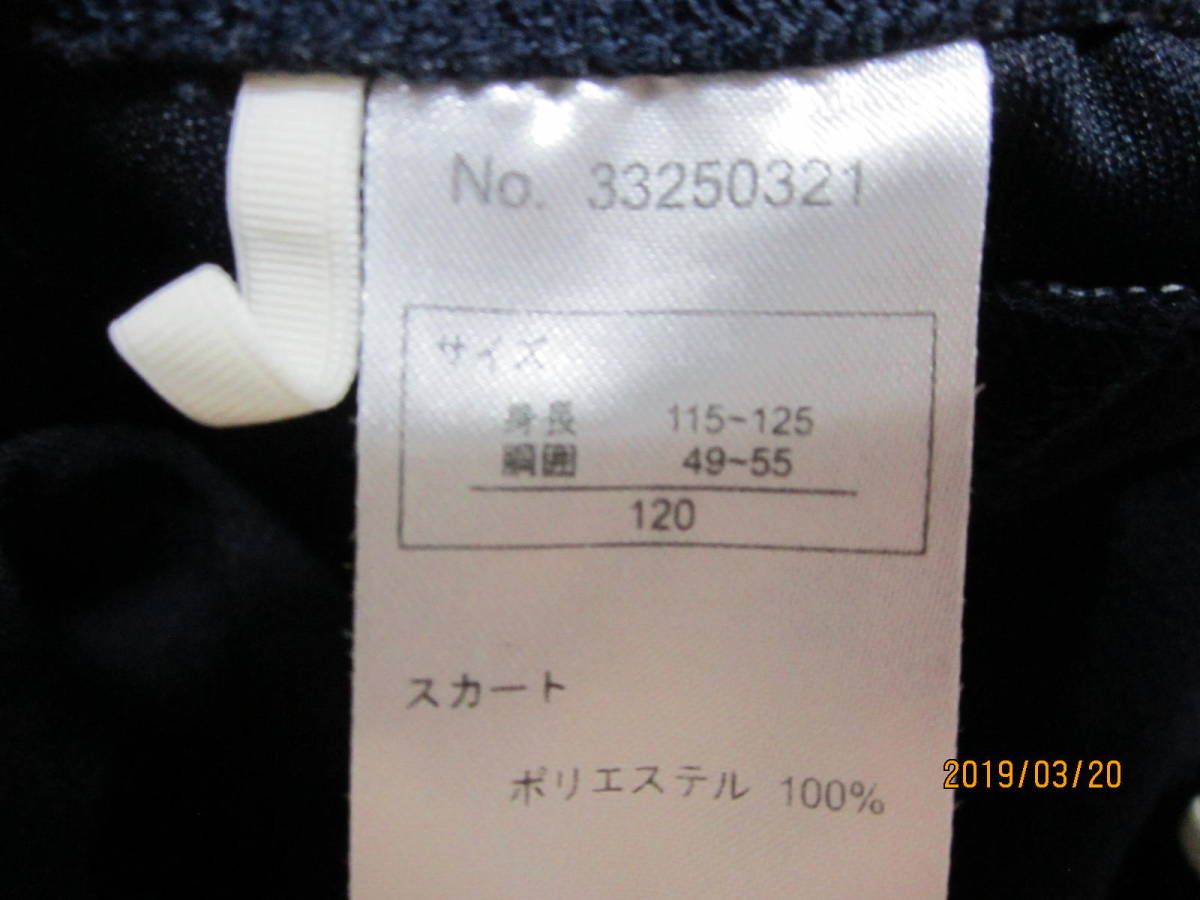 No. 33250321
サイズ
身長 115~125
胴囲 49~55
120
スカート
ポリエステル 100%
2019/03/20